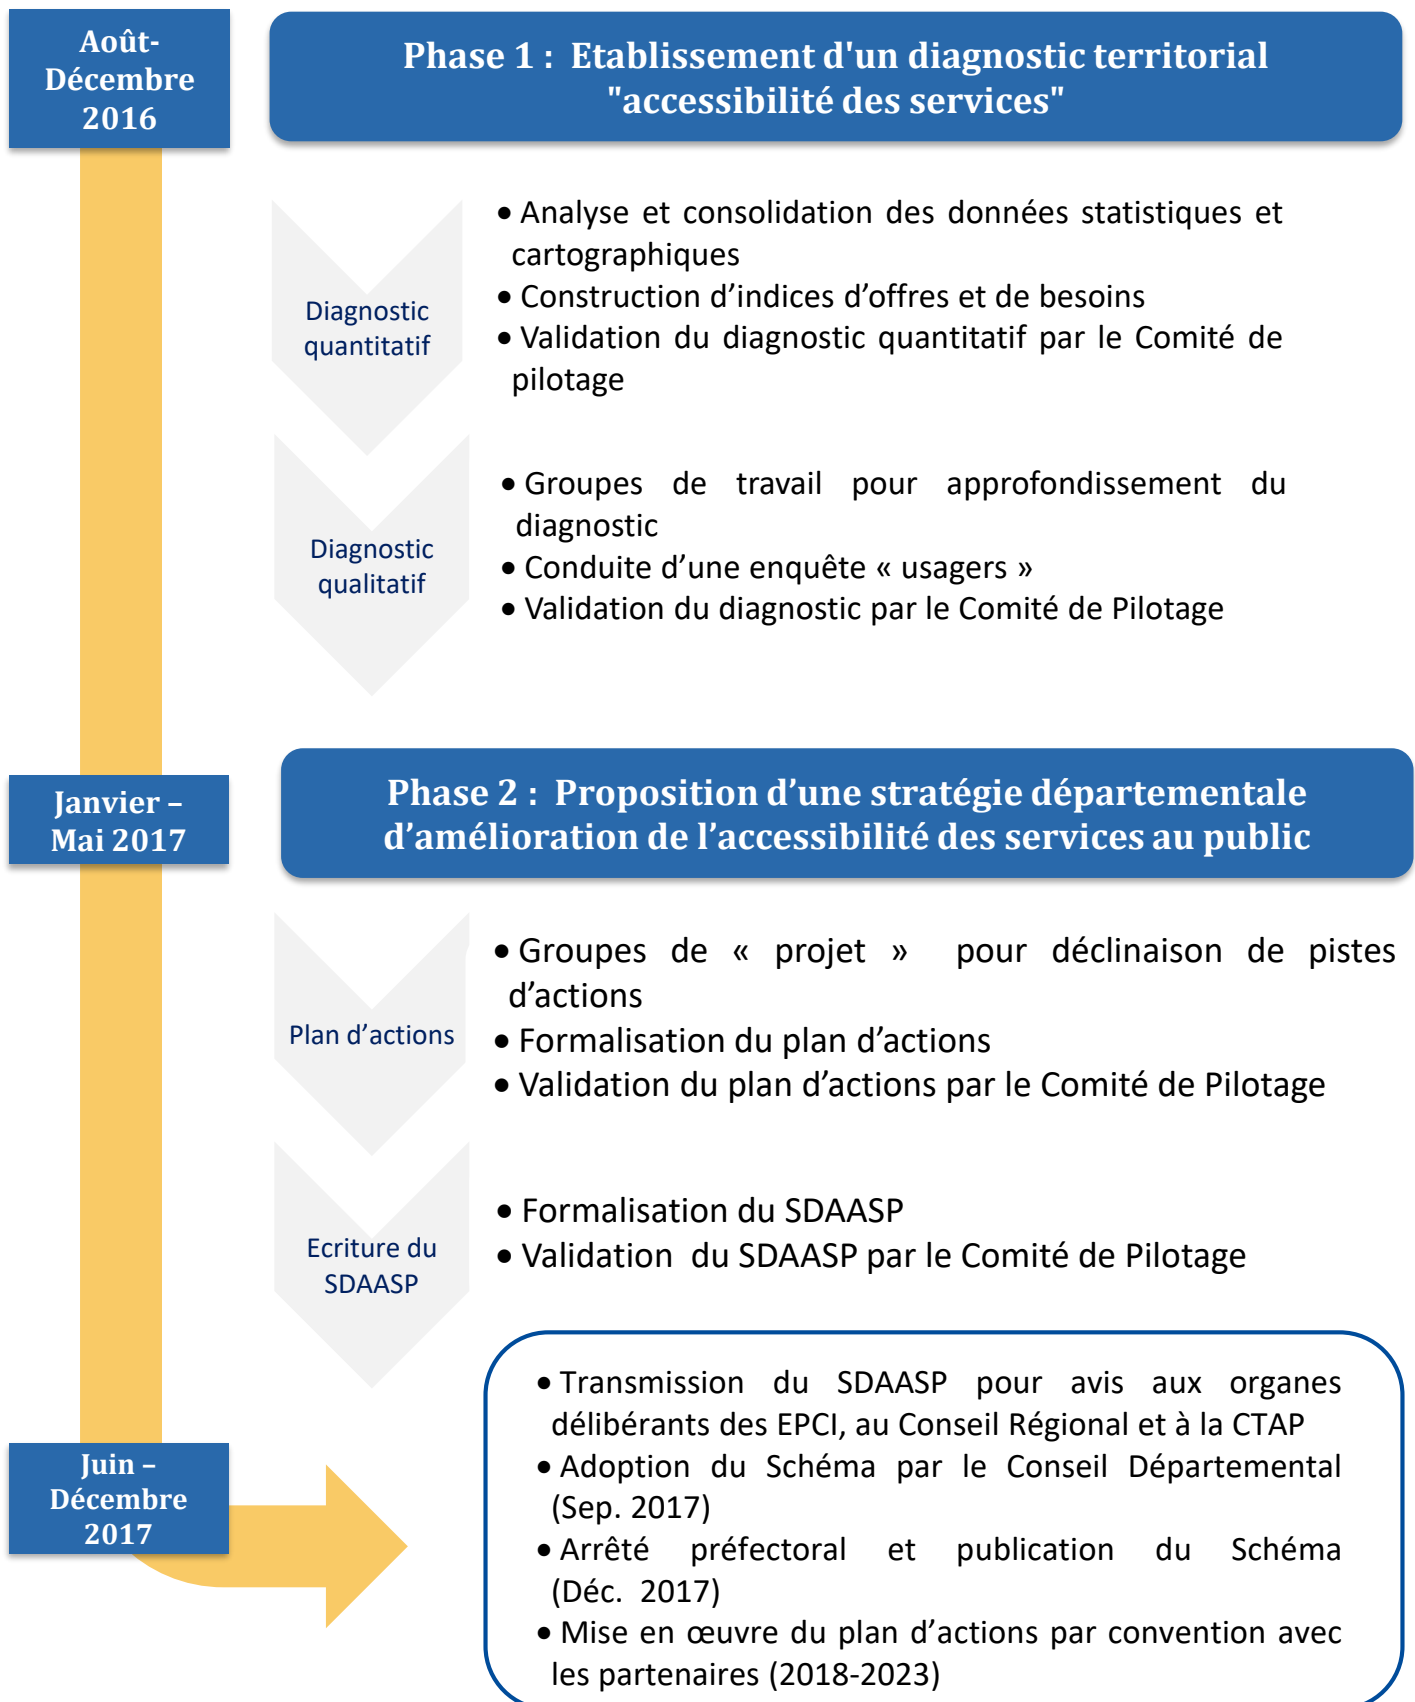 Août-
Décembre
2016
Phase 1 :  Etablissement d'un diagnostic territorial
"accessibilité des services"
Diagnostic
quantitatif
• Analyse et consolidation des données statistiques et
cartographiques
• Construction d’indices d’offres et de besoins
• Validation du diagnostic quantitatif par le Comité de
pilotage
Diagnostic
qualitatif
• Groupes de travail pour approfondissement du
diagnostic
• Conduite d’une enquête « usagers »
• Validation du diagnostic par le Comité de Pilotage
Janvier –
Mai 2017
Phase 2 :  Proposition d’une stratégie départementale
d’amélioration de l’accessibilité des services au public
Plan d’actions
• Groupes de « projet »  pour déclinaison de pistes
d’actions
• Formalisation du plan d’actions
• Validation du plan d’actions par le Comité de Pilotage
Ecriture du
SDAASP
• Formalisation du SDAASP
• Validation  du SDAASP par le Comité de Pilotage
Juin –
Décembre
2017
• Transmission du SDAASP pour avis aux organes
délibérants des EPCI, au Conseil Régional et à la CTAP
• Adoption du Schéma par le Conseil Départemental
(Sep. 2017)
• Arrêté préfectoral et publication du Schéma
(Déc.  2017)
• Mise en œuvre du plan d’actions par convention avec
les partenaires (2018-2023)